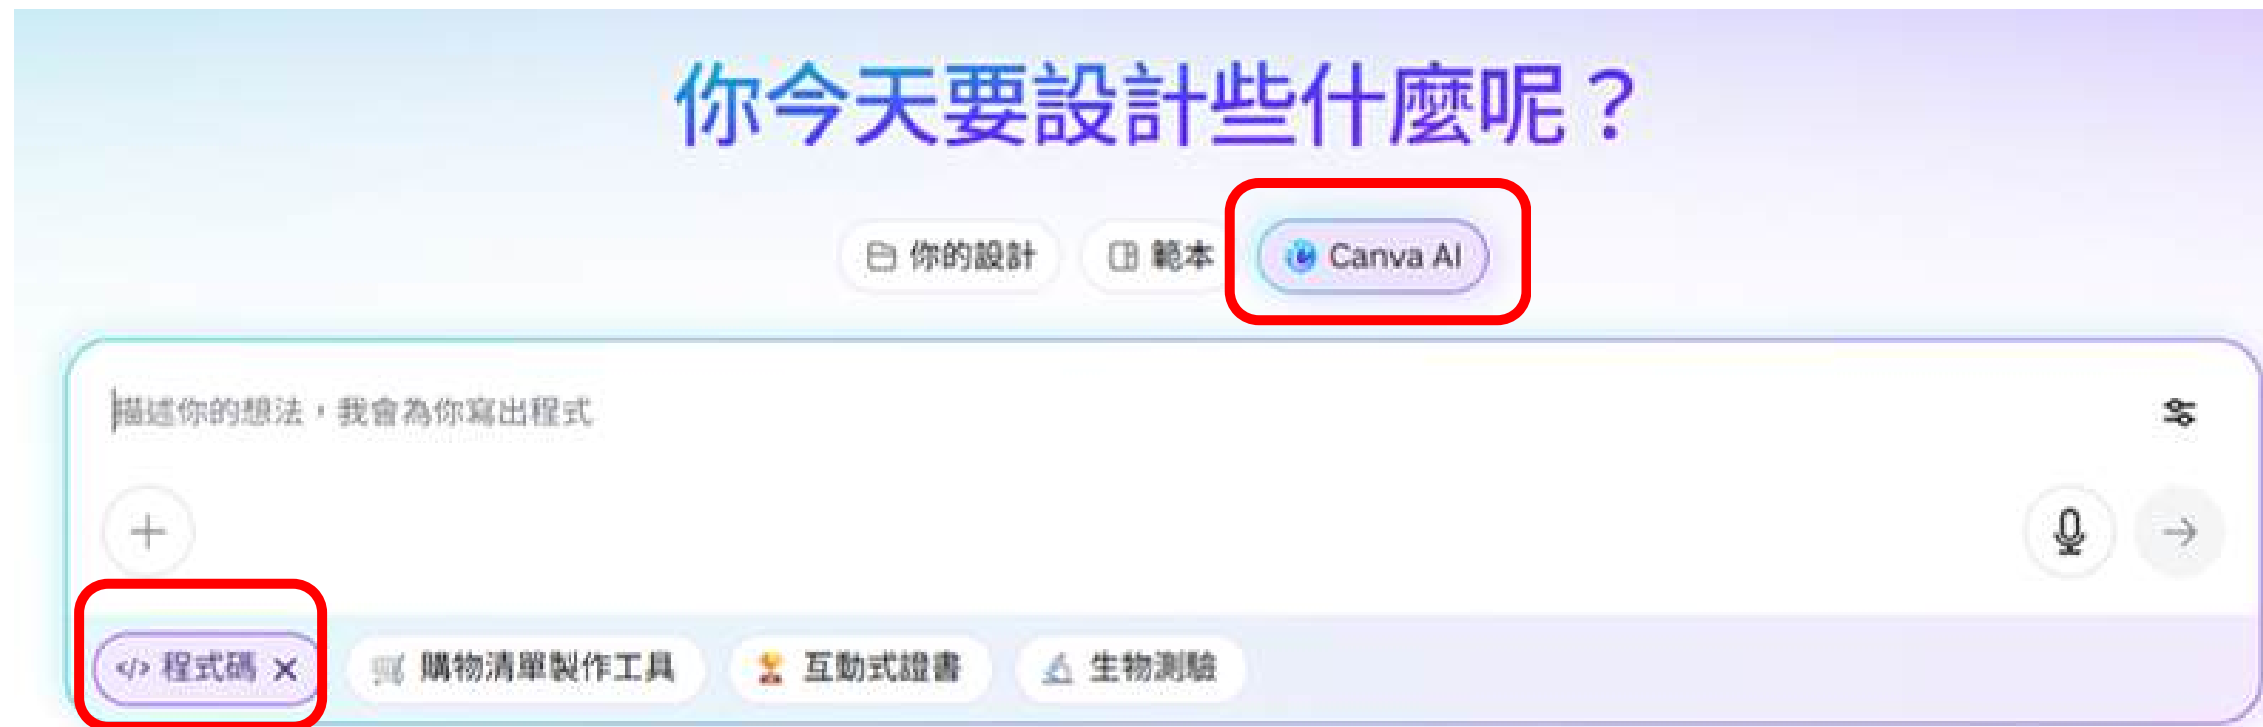 你今天要設計些什麼呢？
你的設計 範本 Canva AI
描述你的想法，我會為你寫出程式
</> 程式碼 × 購物清單製作工具 互動式證書 生物測驗